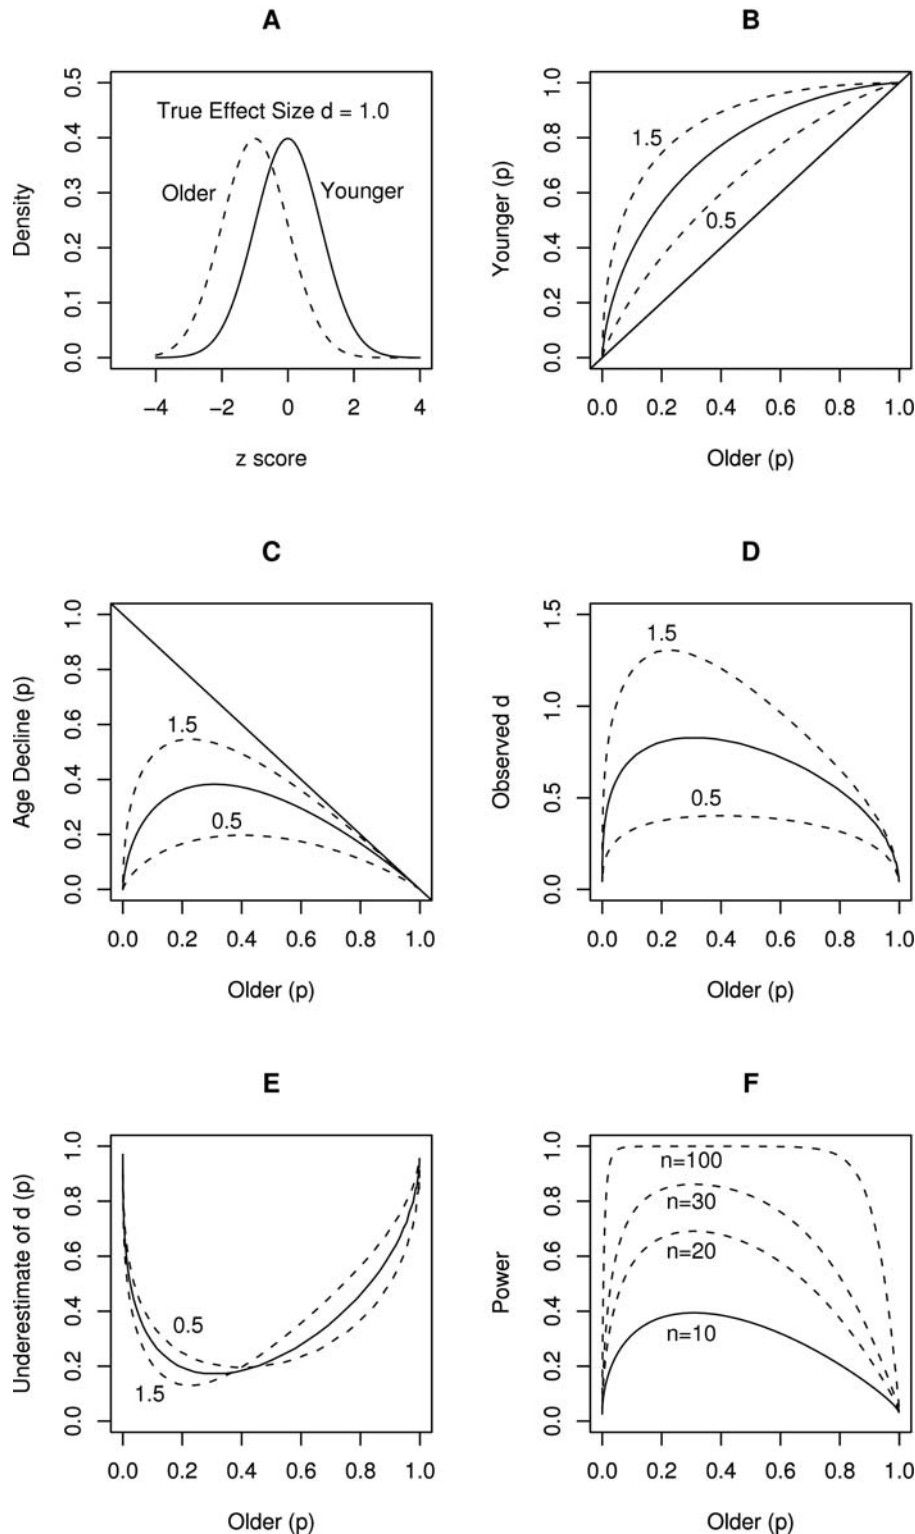 A
Density
0.0 0.1 0.2 0.3 0.4 0.5
True Effect Size d = 1.0
Older
Younger
−4 −2 0 2 4
z score
B
Younger (p)
0.0 0.2 0.4 0.6 0.8 1.0
1.5
0.5
0.0 0.2 0.4 0.6 0.8 1.0
Older (p)
C
Age Decline (p)
0.0 0.2 0.4 0.6 0.8 1.0
1.5
0.5
0.0 0.2 0.4 0.6 0.8 1.0
Older (p)
D
Observed d
0.0 0.5 1.0 1.5
1.5
0.5
0.0 0.2 0.4 0.6 0.8 1.0
Older (p)
E
Underestimate of d (p)
0.0 0.2 0.4 0.6 0.8 1.0
0.5
1.5
0.0 0.2 0.4 0.6 0.8 1.0
Older (p)
F
Power
0.0 0.2 0.4 0.6 0.8 1.0
n=100
n=30
n=20
n=10
0.0 0.2 0.4 0.6 0.8 1.0
Older (p)